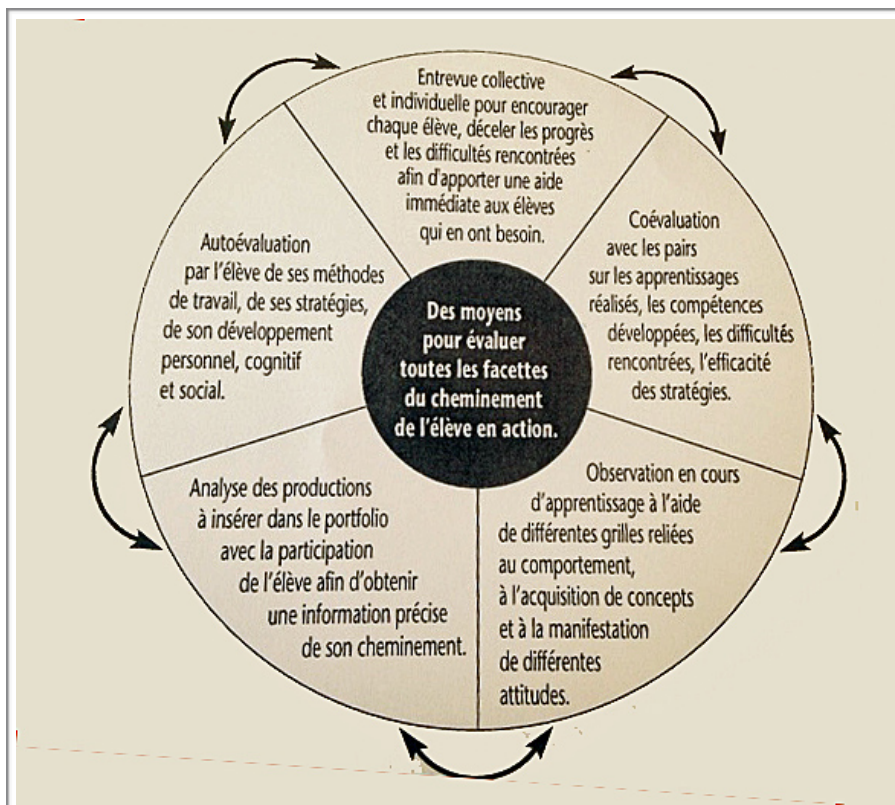 Entrevue collective
et individuelle pour encourager
chaque élève, déceler les progrès
et les difficultés rencontrées
afin d'apporter une aide
immédiate aux élèves
qui en ont besoin.
Coévaluation
avec les pairs
sur les apprentissages
réalisés, les compétences
développées, les difficultés
rencontrées, l'efficacité
des stratégies.
Observation en cours
d'apprentissage à l'aide
de différentes grilles reliées
au comportement,
à l'acquisition de concepts
et à la manifestation
de différentes
attitudes.
Analyse des productions
à insérer dans le portfolio
avec la participation
de l'élève afin d'obtenir
une information précise
de son cheminement.
Autoévaluation
par l'élève de ses méthodes
de travail, de ses stratégies,
de son développement
personnel, cognitif
et social.
Des moyens
pour évaluer
toutes les facettes
du cheminement
de l'élève en action.